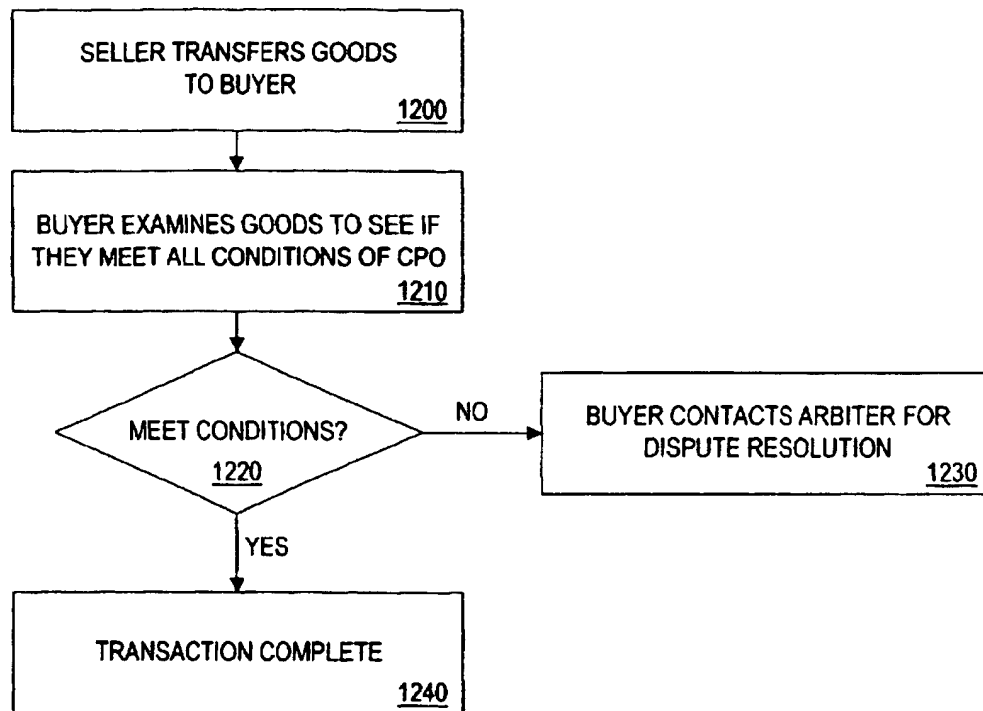 SELLER TRANSFERS GOODS
TO BUYER
1200
BUYER EXAMINES GOODS TO SEE IF
THEY MEET ALL CONDITIONS OF CPO
1210
MEET CONDITIONS?
1220
NO
BUYER CONTACTS ARBITER FOR
DISPUTE RESOLUTION
1230
YES
TRANSACTION COMPLETE
1240